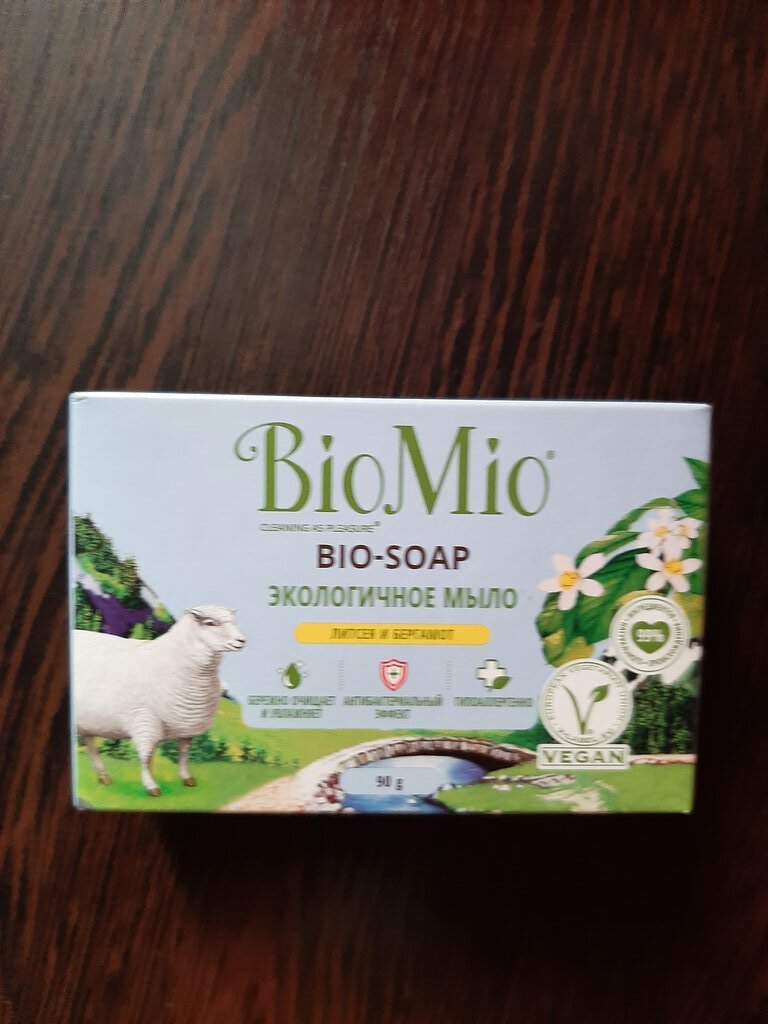 BioMio®
CLEANING AS PLEASURE®
BIO-SOAP
ЭКОЛОГИЧНОЕ МЫЛО
ЛИТСЕЯ И БЕРГАМОТ
БЕРЕЖНО ОЧИЩАЕТ
И УВЛАЖНЯЕТ
АНТИБАКТЕРИАЛЬНЫЙ
ЭФФЕКТ
ГИПОАЛЛЕРГЕННО
99%
EUROPEAN
VEGAN
90 g